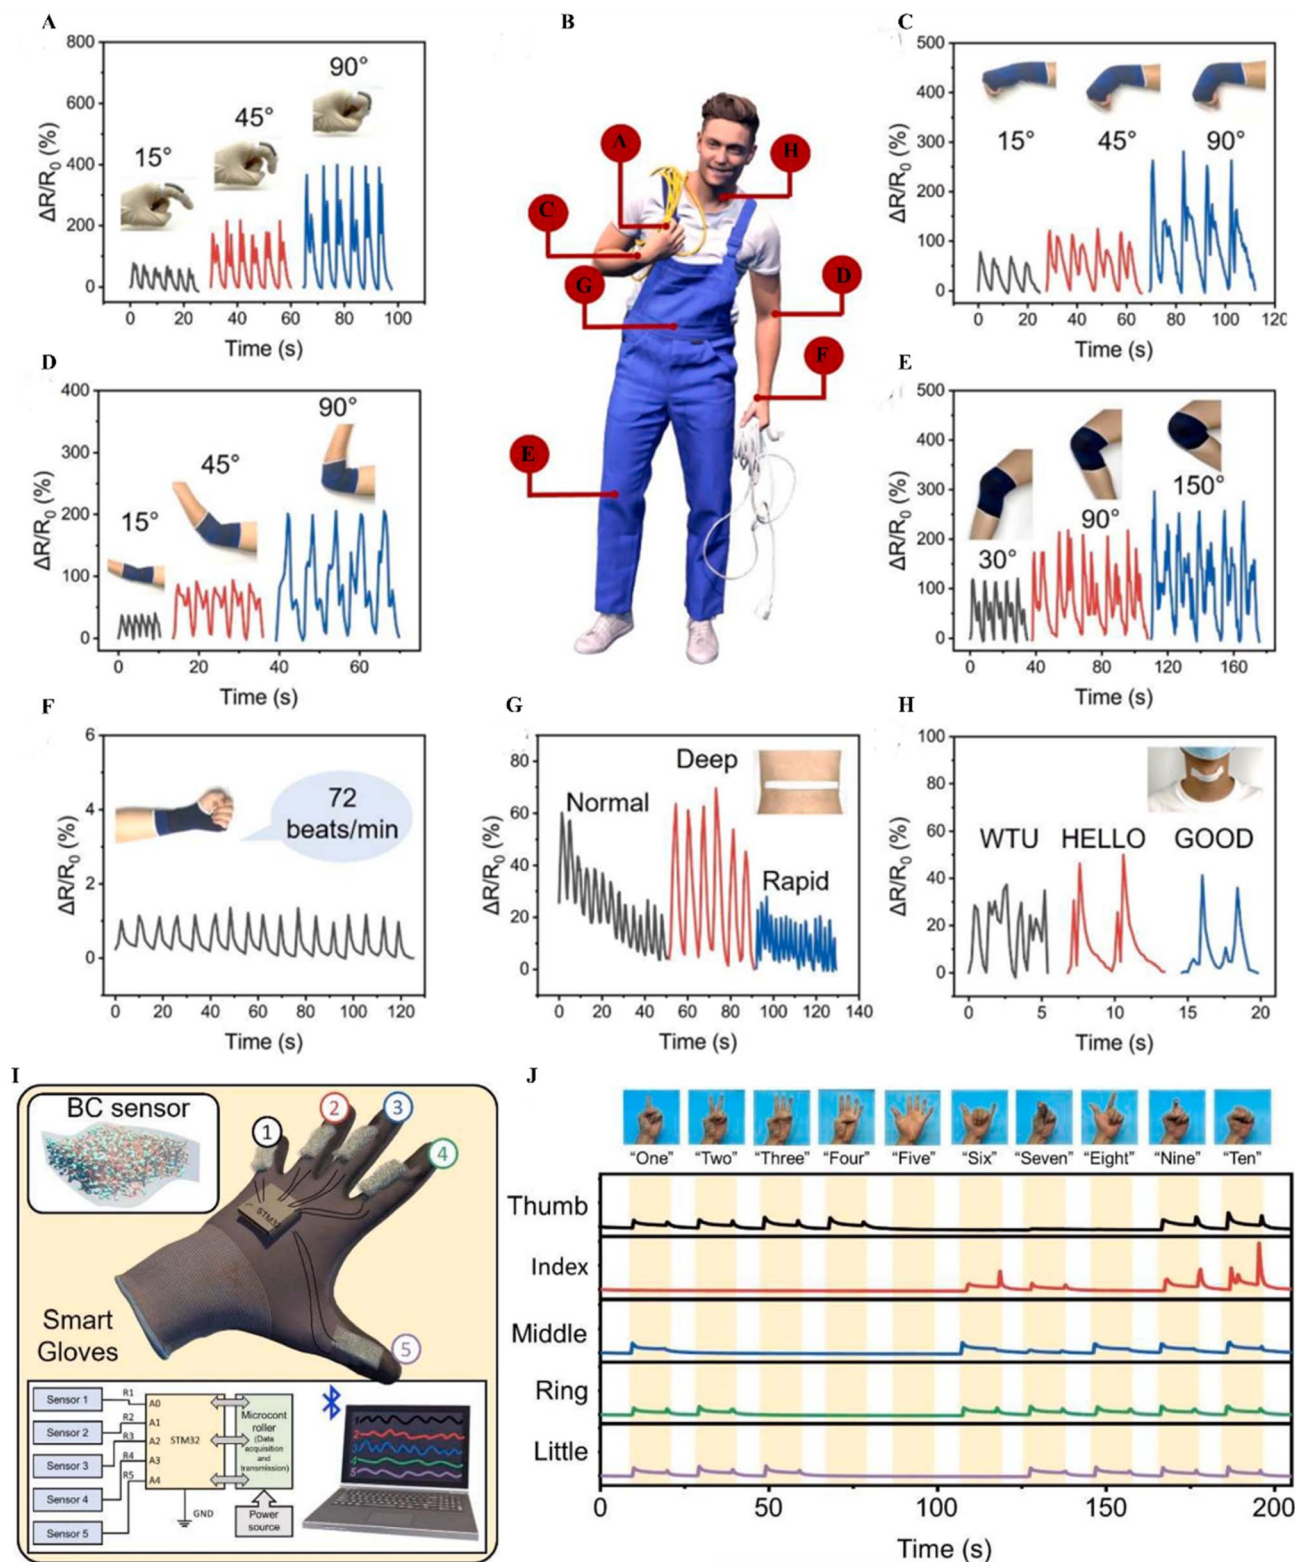 A
800
600
400
200
0
ΔR/R0 (%)
15°
45°
90°
0 20 40 60 80 100
Time (s)
B
A
H
C
D
G
F
E
C
500
400
300
200
100
0
ΔR/R0 (%)
15°
45°
90°
0 20 40 60 80 100 120
Time (s)
D
400
300
200
100
0
ΔR/R0 (%)
15°
45°
90°
0 20 40 60
Time (s)
E
500
400
300
200
100
0
ΔR/R0 (%)
30°
90°
150°
0 40 80 120 160
Time (s)
F
6
4
2
0
ΔR/R0 (%)
72
beats/min
0 20 40 60 80 100 120
Time (s)
G
80
60
40
20
0
ΔR/R0 (%)
Normal
Deep
Rapid
0 20 40 60 80 100 120 140
Time (s)
H
100
80
60
40
20
0
ΔR/R0 (%)
WTU HELLO GOOD
0 5 10 15 20
Time (s)
I
BC sensor
1
2
3
4
5
STM32
Smart
Gloves
Sensor 1
Sensor 2
Sensor 3
Sensor 4
Sensor 5
R1
R2
R3
R4
R5
A0
A1
A2
A3
A4
STM32
GND
Microcont
roller
(Data
acquisition
and
transmission)
Power
source
1
2
3
4
5
J
“One” “Two” “Three” “Four” “Five” “Six” “Seven” “Eight” “Nine” “Ten”
Thumb
Index
Middle
Ring
Little
0 50 100 150 200
Time (s)